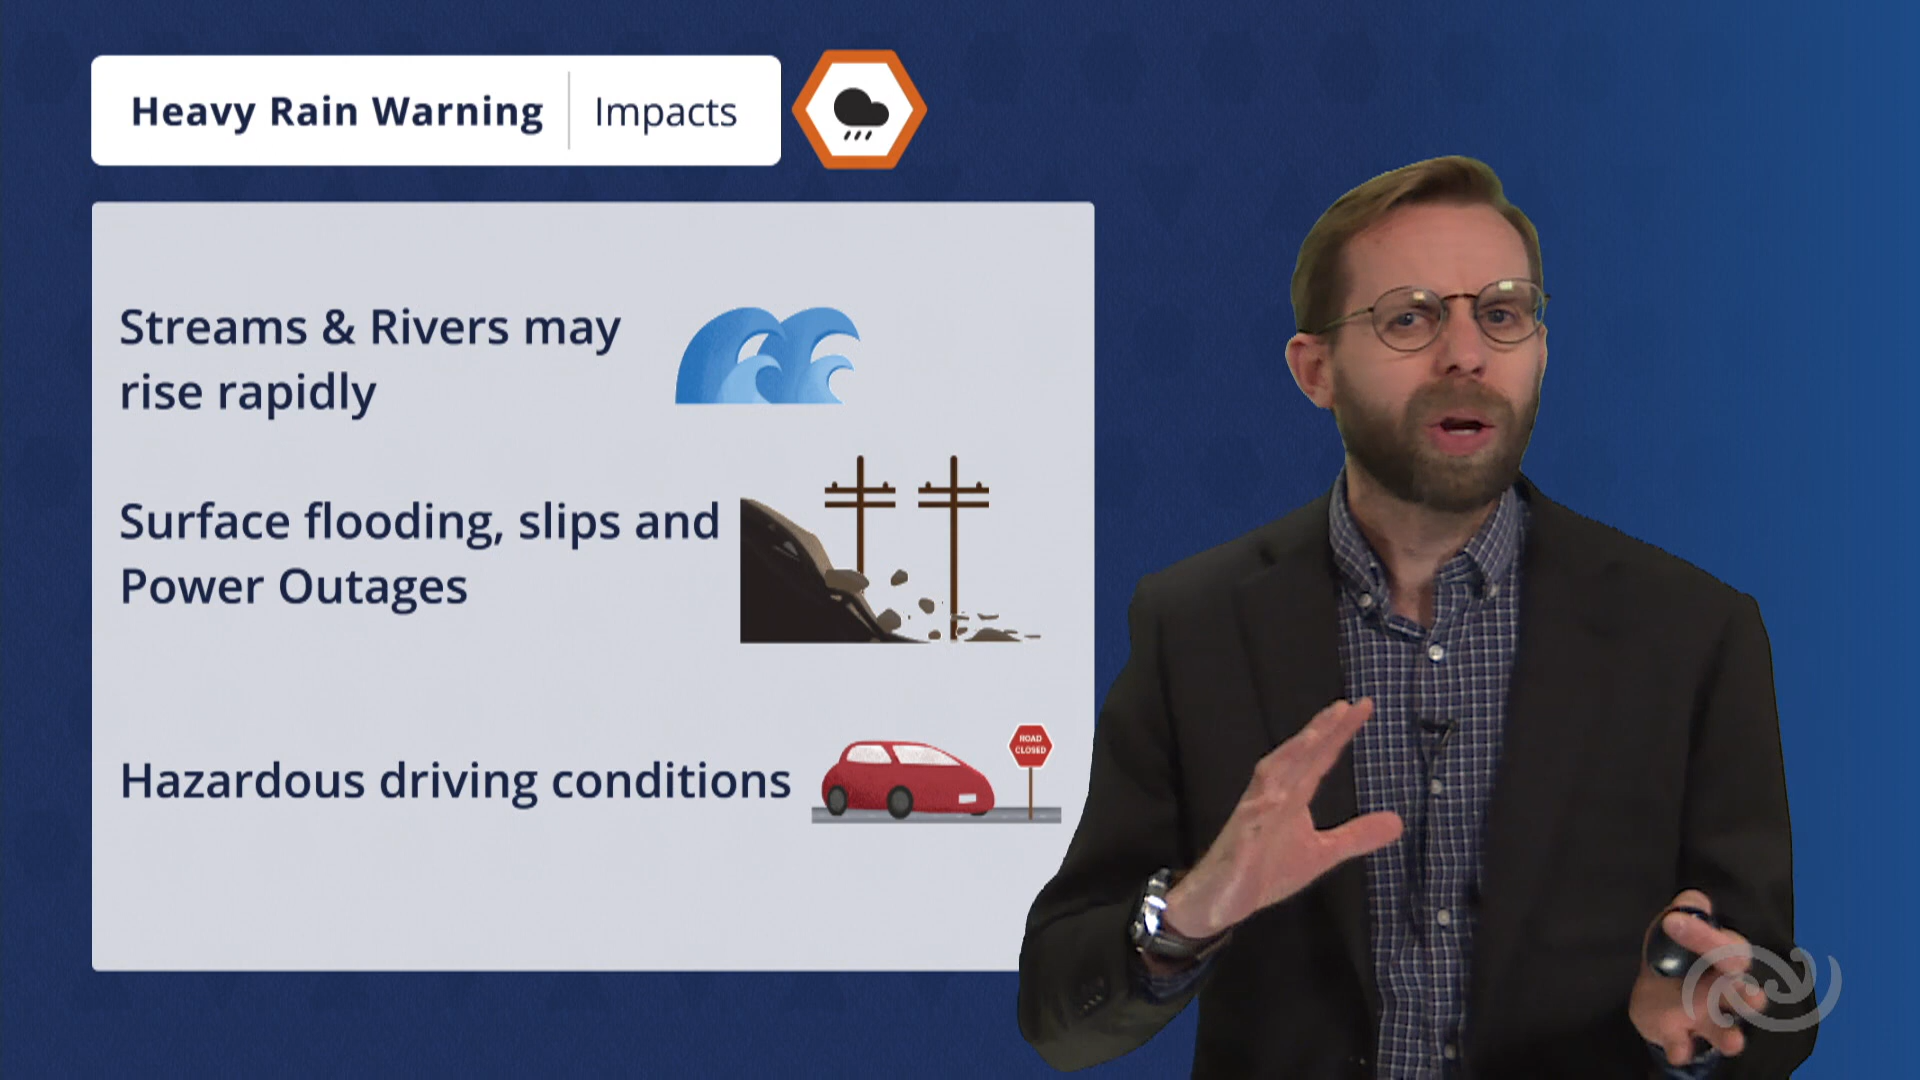 Heavy Rain Warning Impacts
Streams & Rivers may
rise rapidly
Surface flooding, slips and
Power Outages
Hazardous driving conditions
ROAD
CLOSED